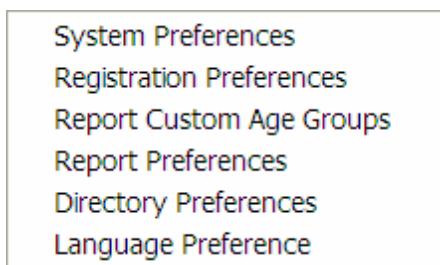 System Preferences
Registration Preferences
Report Custom Age Groups
Report Preferences
Directory Preferences
Language Preference